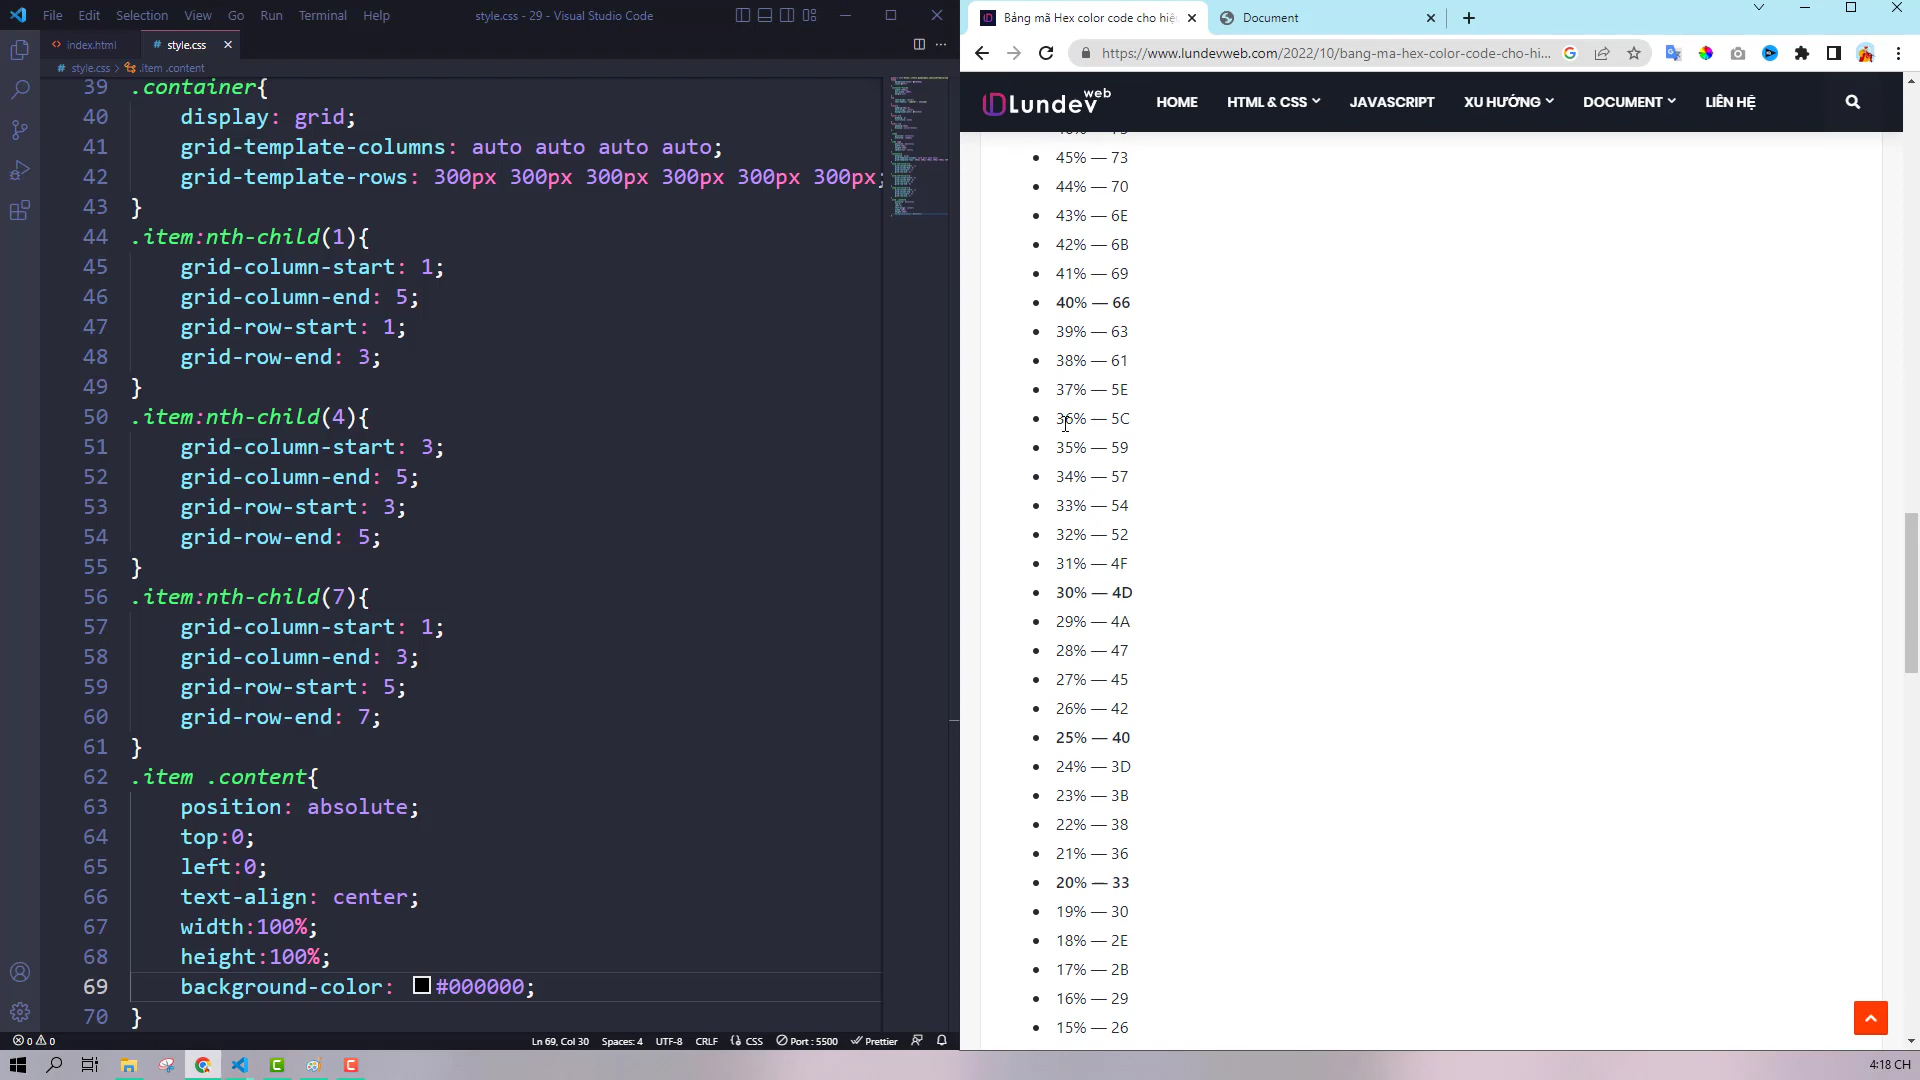 File Edit Selection View Go Run Terminal Help
style.css - 29 - Visual Studio Code
index.html
style.css
style.css > .item .content
39 .container{
40 display: grid;
41 grid-template-columns: auto auto auto auto;
42 grid-template-rows: 300px 300px 300px 300px 300px 300px;
43 }
44 .item:nth-child(1){
45 grid-column-start: 1;
46 grid-column-end: 5;
47 grid-row-start: 1;
48 grid-row-end: 3;
49 }
50 .item:nth-child(4){
51 grid-column-start: 3;
52 grid-column-end: 5;
53 grid-row-start: 3;
54 grid-row-end: 5;
55 }
56 .item:nth-child(7){
57 grid-column-start: 1;
58 grid-column-end: 3;
59 grid-row-start: 5;
60 grid-row-end: 7;
61 }
62 .item .content{
63 position: absolute;
64 top:0;
65 left:0;
66 text-align: center;
67 width:100%;
68 height:100%;
69 background-color: #000000;
70 }
0 0
Ln 69, Col 30 Spaces: 4 UTF-8 CRLF CSS Port : 5500 Prettier
Bảng mã Hex color code cho hiệ
Document
https://www.lundevweb.com/2022/10/bang-ma-hex-color-code-cho-hi...
Lundev web
HOME HTML & CSS JAVASCRIPT XU HƯỚNG DOCUMENT LIÊN HỆ
45% — 73
44% — 70
43% — 6E
42% — 6B
41% — 69
40% — 66
39% — 63
38% — 61
37% — 5E
36% — 5C
35% — 59
34% — 57
33% — 54
32% — 52
31% — 4F
30% — 4D
29% — 4A
28% — 47
27% — 45
26% — 42
25% — 40
24% — 3D
23% — 3B
22% — 38
21% — 36
20% — 33
19% — 30
18% — 2E
17% — 2B
16% — 29
15% — 26
4:18 CH